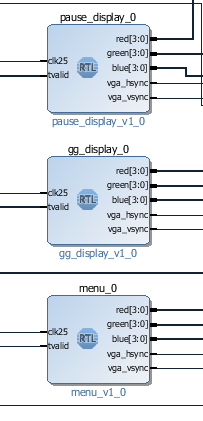 pause_display_0
red[3:0]
green[3:0]
clk25
blue[3:0]
RTL
tvalid
vga_hsync
vga_vsync
pause_display_v1_0
gg_display_0
red[3:0]
green[3:0]
clk25
blue[3:0]
RTL
tvalid
vga_hsync
vga_vsync
gg_display_v1_0
menu_0
red[3:0]
green[3:0]
clk25
blue[3:0]
RTL
tvalid
vga_hsync
vga_vsync
menu_v1_0